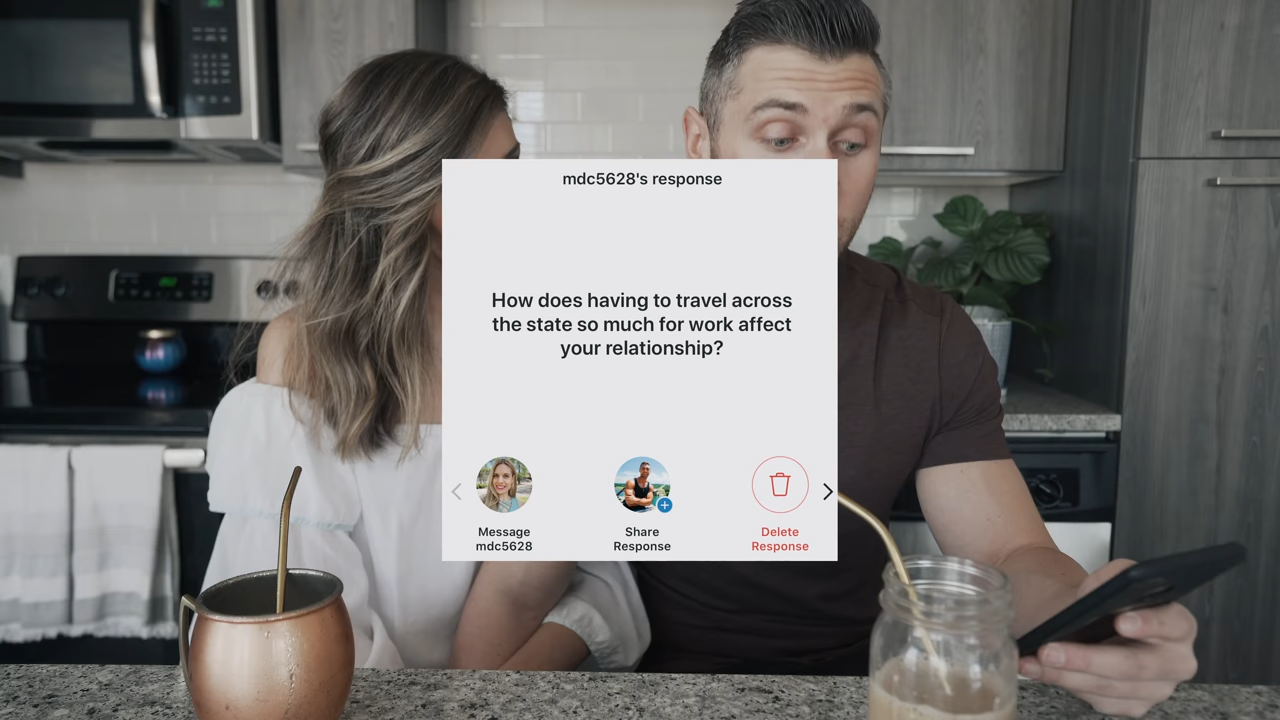 mdc5628's response
How does having to travel across
the state so much for work affect
your relationship?
Message
mdc5628
Share
Response
Delete
Response